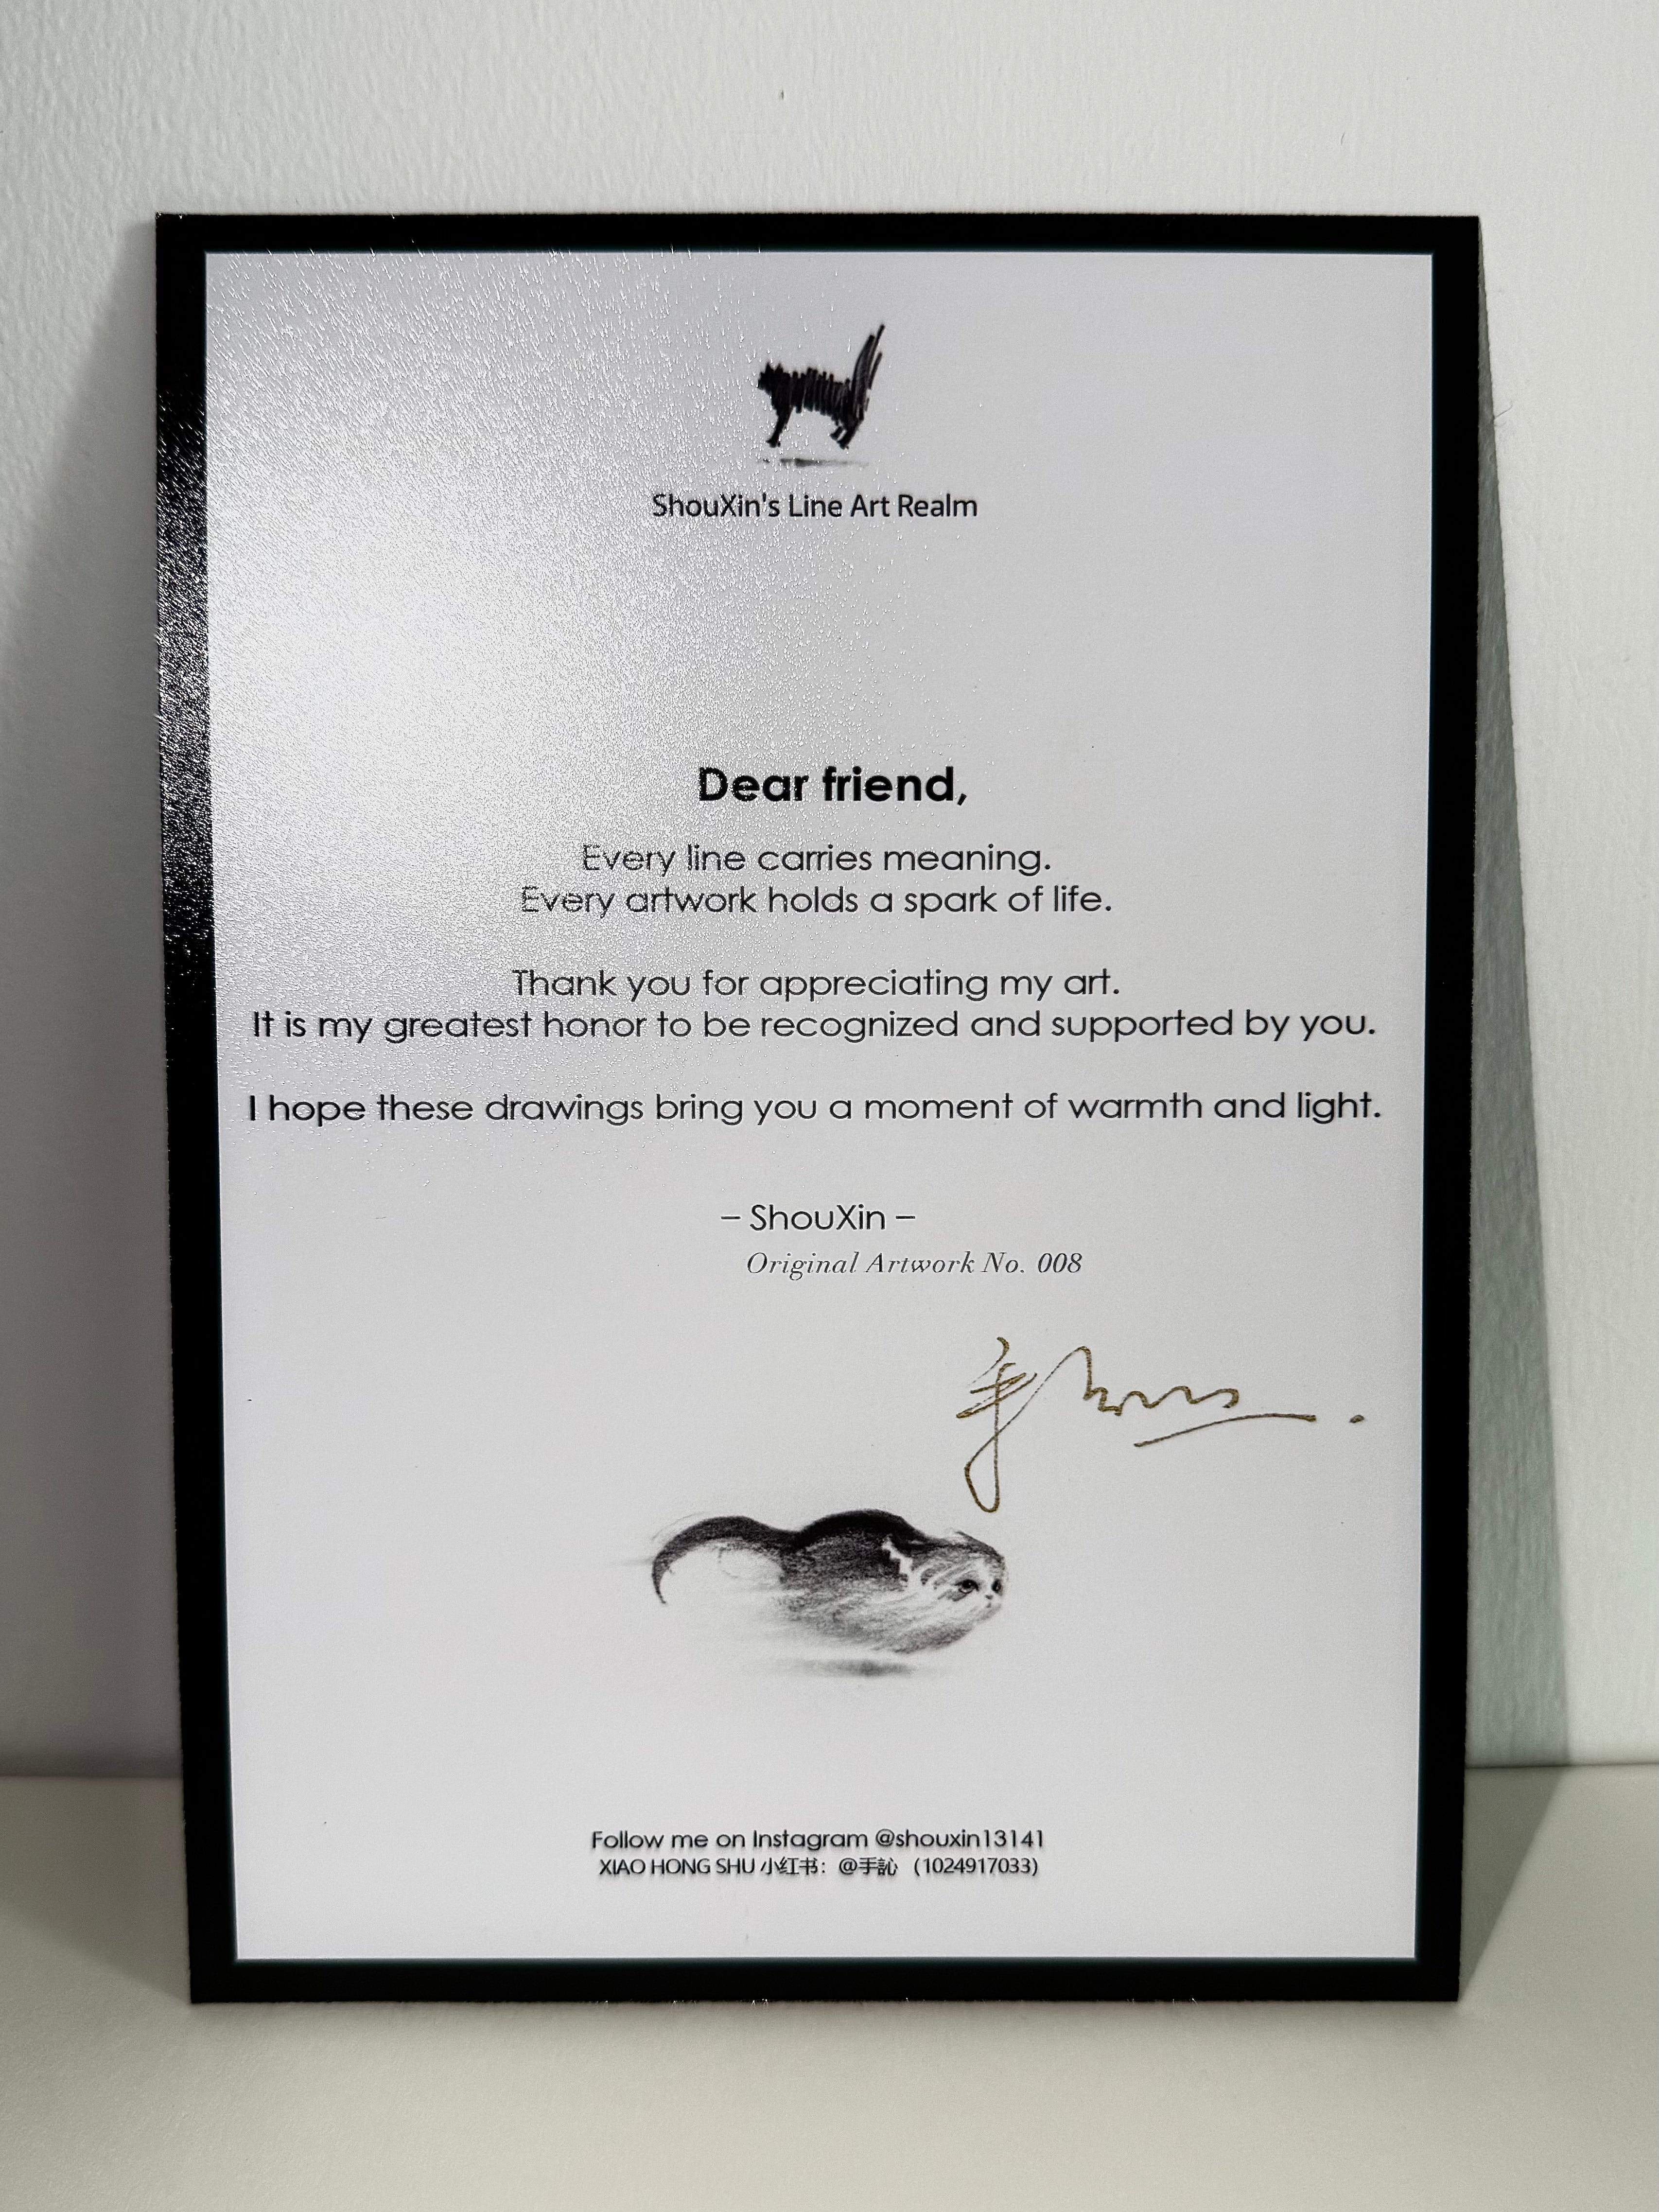 ShouXin's Line Art Realm
Dear friend,
Every line carries meaning.
Every artwork holds a spark of life.
Thank you for appreciating my art.
It is my greatest honor to be recognized and supported by you.
I hope these drawings bring you a moment of warmth and light.
– ShouXin –
Original Artwork No. 008
手
Follow me on Instagram @shouxin13141
XIAO HONG SHU 小红书：@手訫（1024917033）